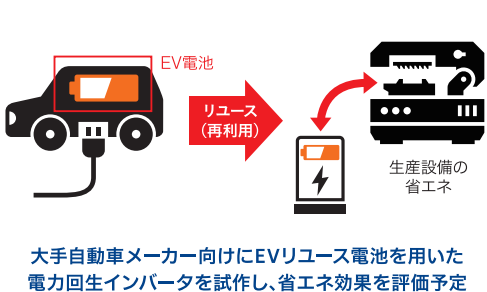 EV電池
リユース
（再利用）
生産設備の
省エネ
大手自動車メーカー向けにEVリユース電池を用いた
電力回生インバータを試作し、省エネ効果を評価予定